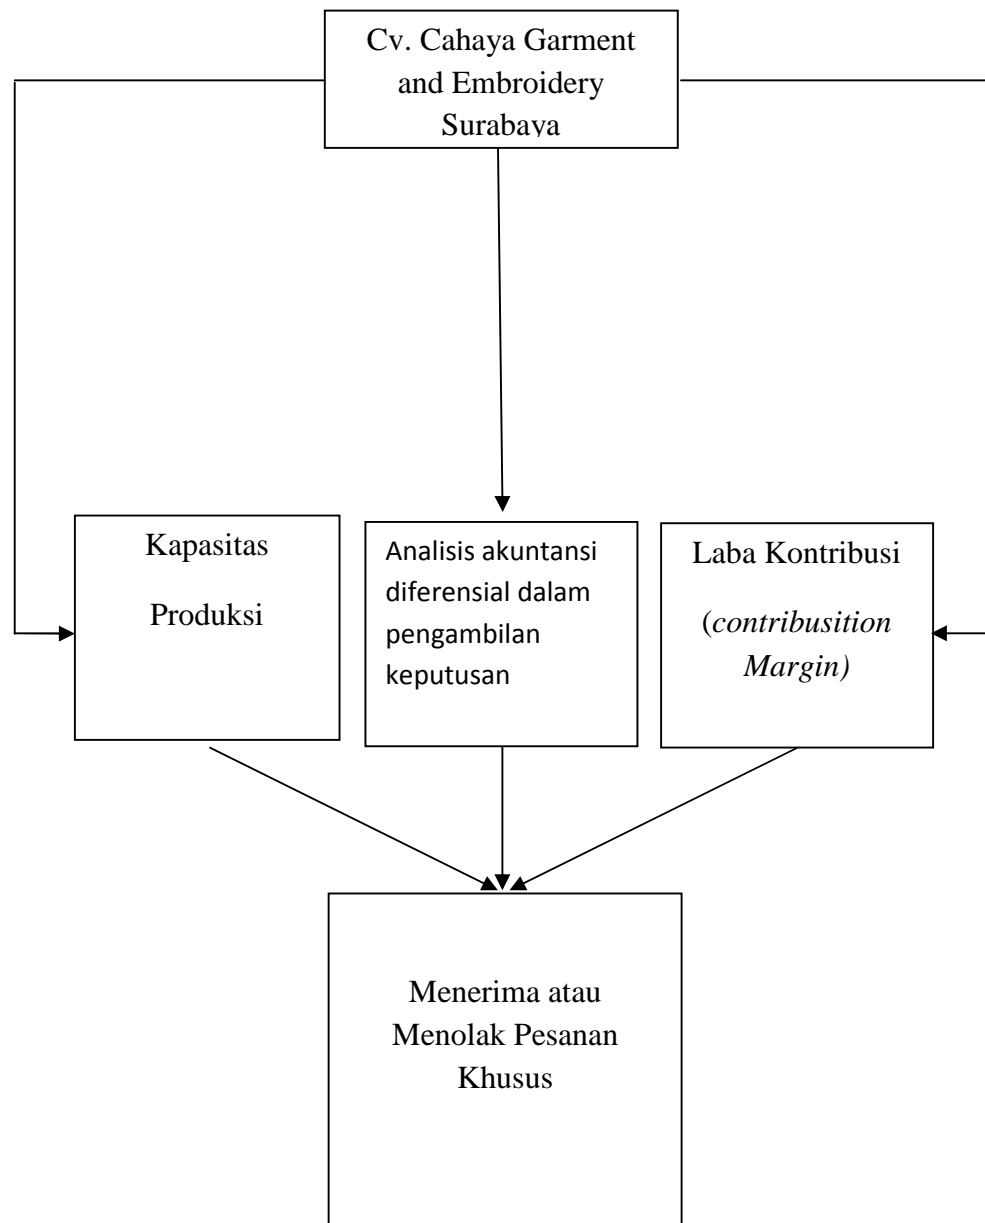 Cv. Cahaya Garment
and Embroidery
Surabaya
Kapasitas
Produksi
Analisis akuntansi
diferensial dalam
pengambilan
keputusan
Laba Kontribusi
(contribusition
Margin)
Menerima atau
Menolak Pesanan
Khusus